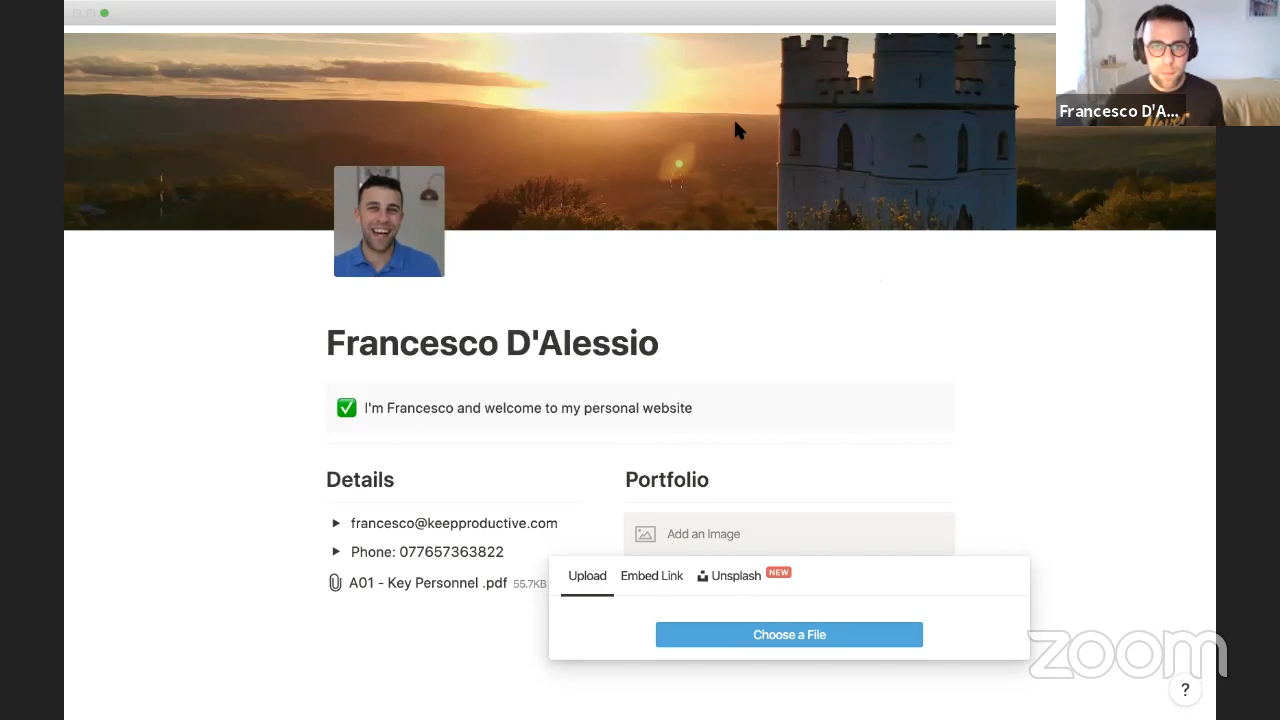 Francesco D'A...
Francesco D'Alessio
I'm Francesco and welcome to my personal website
Details
Portfolio
francesco@keepproductive.com
Phone: 077657363822
A01 - Key Personnel .pdf 55.7KB
Add an Image
Upload
Embed Link
Unsplash NEW
Choose a File
zoom
?